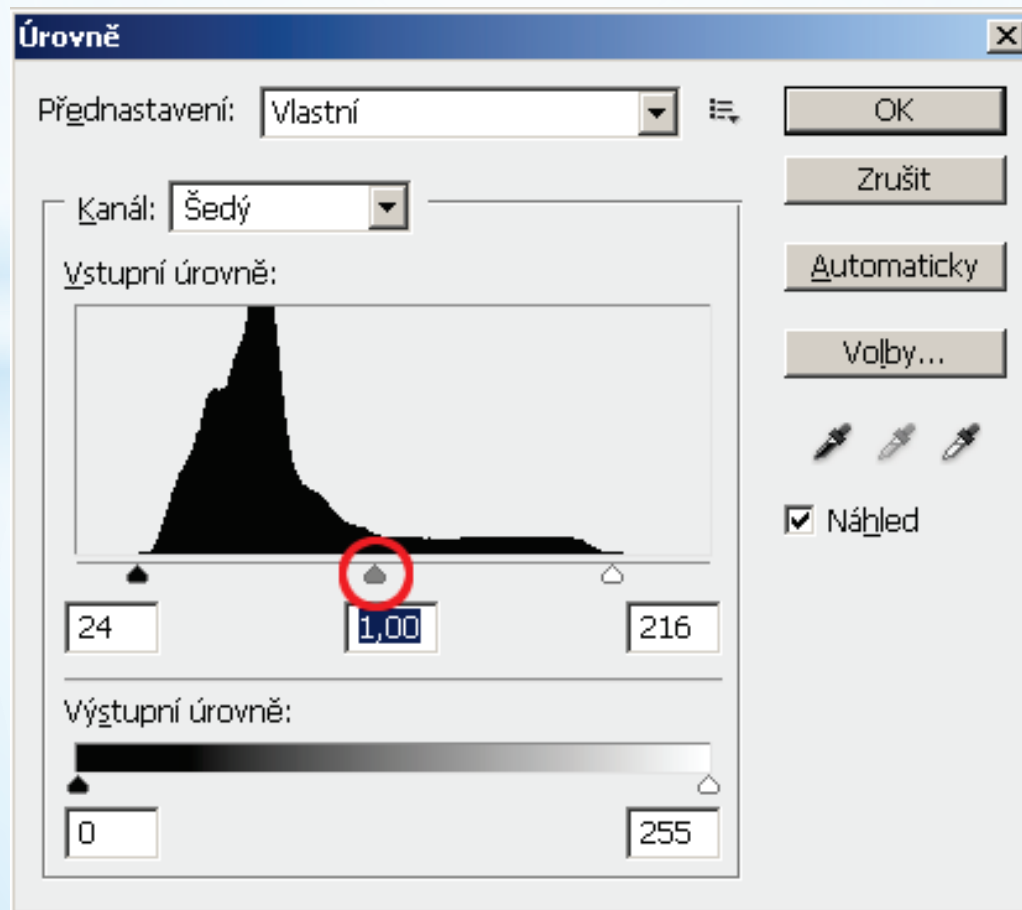 Úrovně
Přednastavení: Vlastní
OK
Zrušit
Kanál: Šedý
Automaticky
Vstupní úrovně:
Volby...
Náhled
24 1,00 216
Výstupní úrovně:
0 255